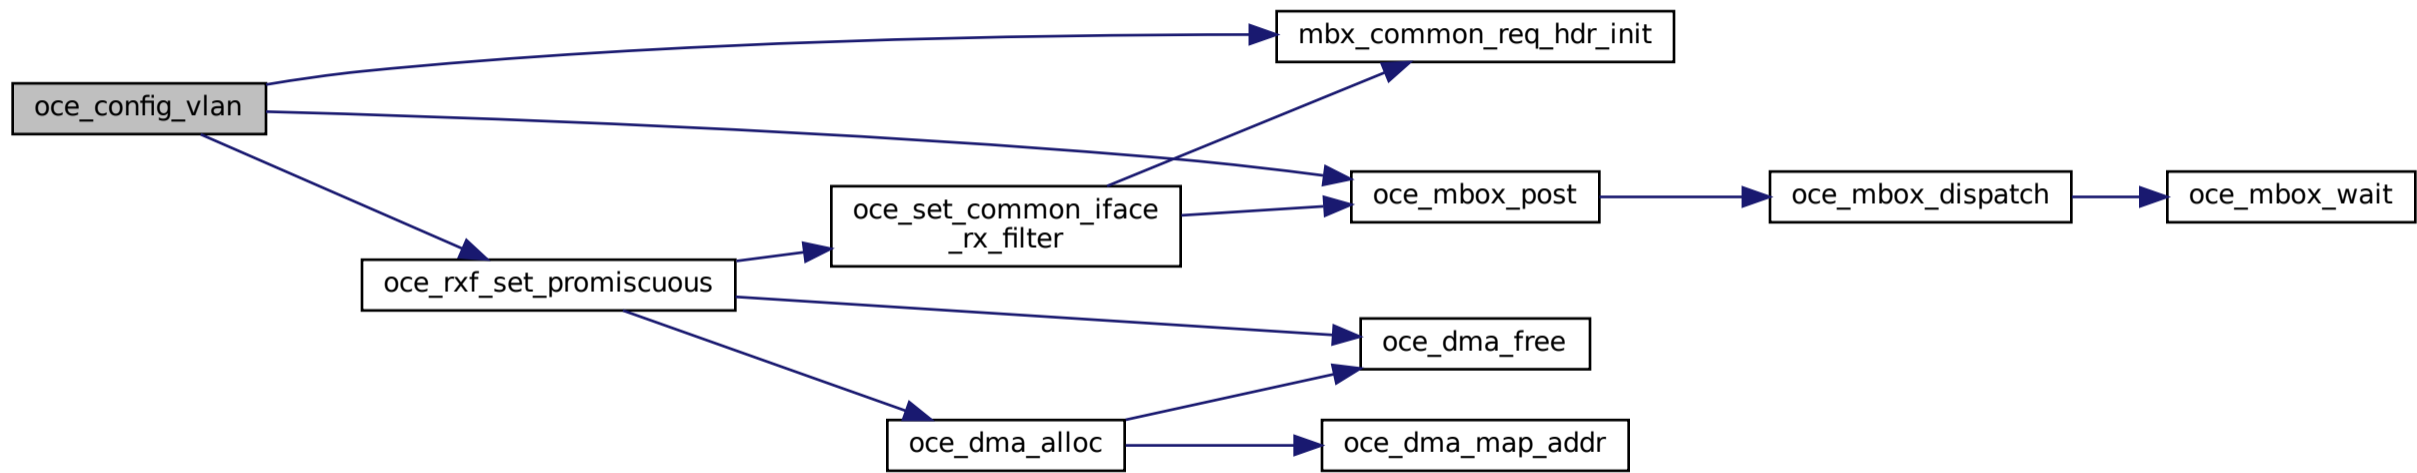 mbx_common_req_hdr_init
oce_config_vlan
oce_mbox_post
oce_mbox_dispatch
oce_mbox_wait
oce_set_common_iface
_rx_filter
oce_rxf_set_promiscuous
oce_dma_free
oce_dma_alloc
oce_dma_map_addr